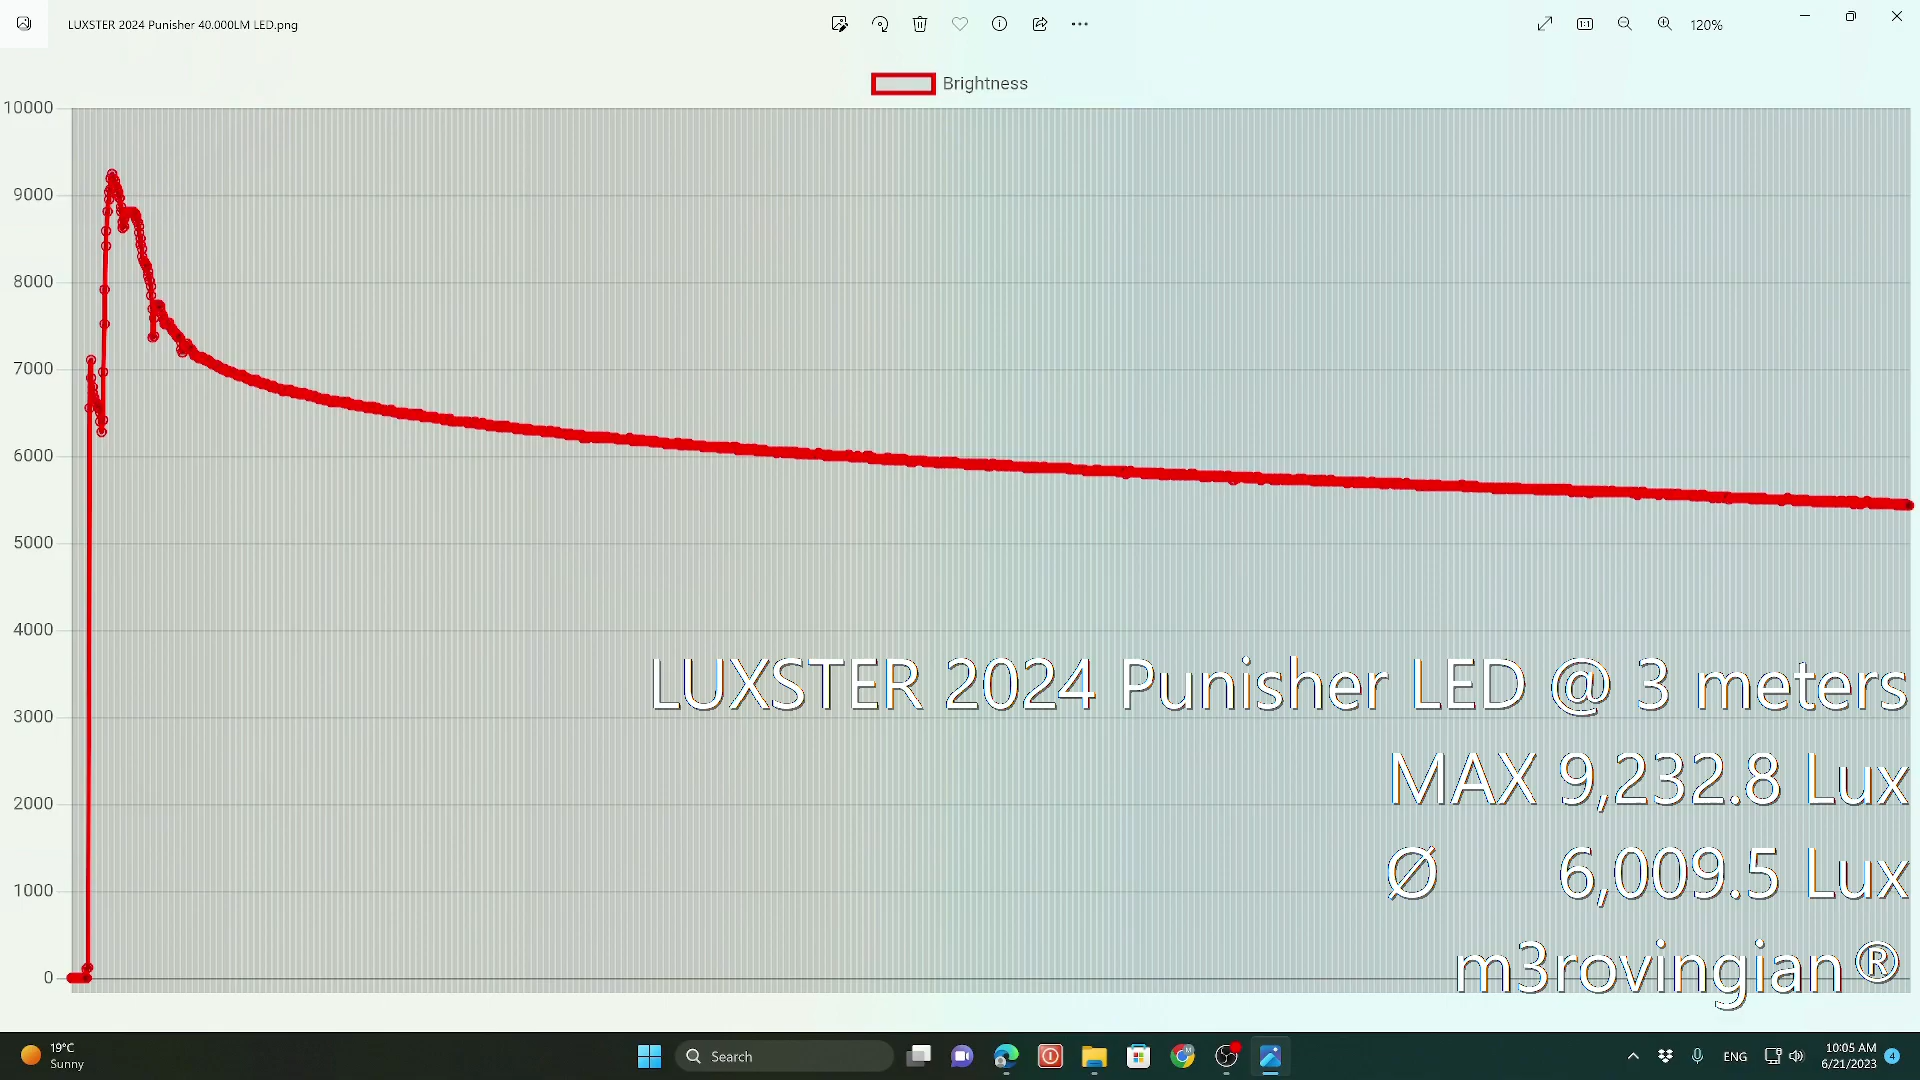 LUXSTER 2024 Punisher 40.000LM LED.png
120%
Brightness
10000
9000
8000
7000
6000
5000
4000
3000
2000
1000
0
LUXSTER 2024 Punisher LED @ 3 meters
MAX 9,232.8 Lux
Ø 6,009.5 Lux
m3rovingian®
19°C
Sunny
Search
ENG
10:05 AM
6/21/2023
4